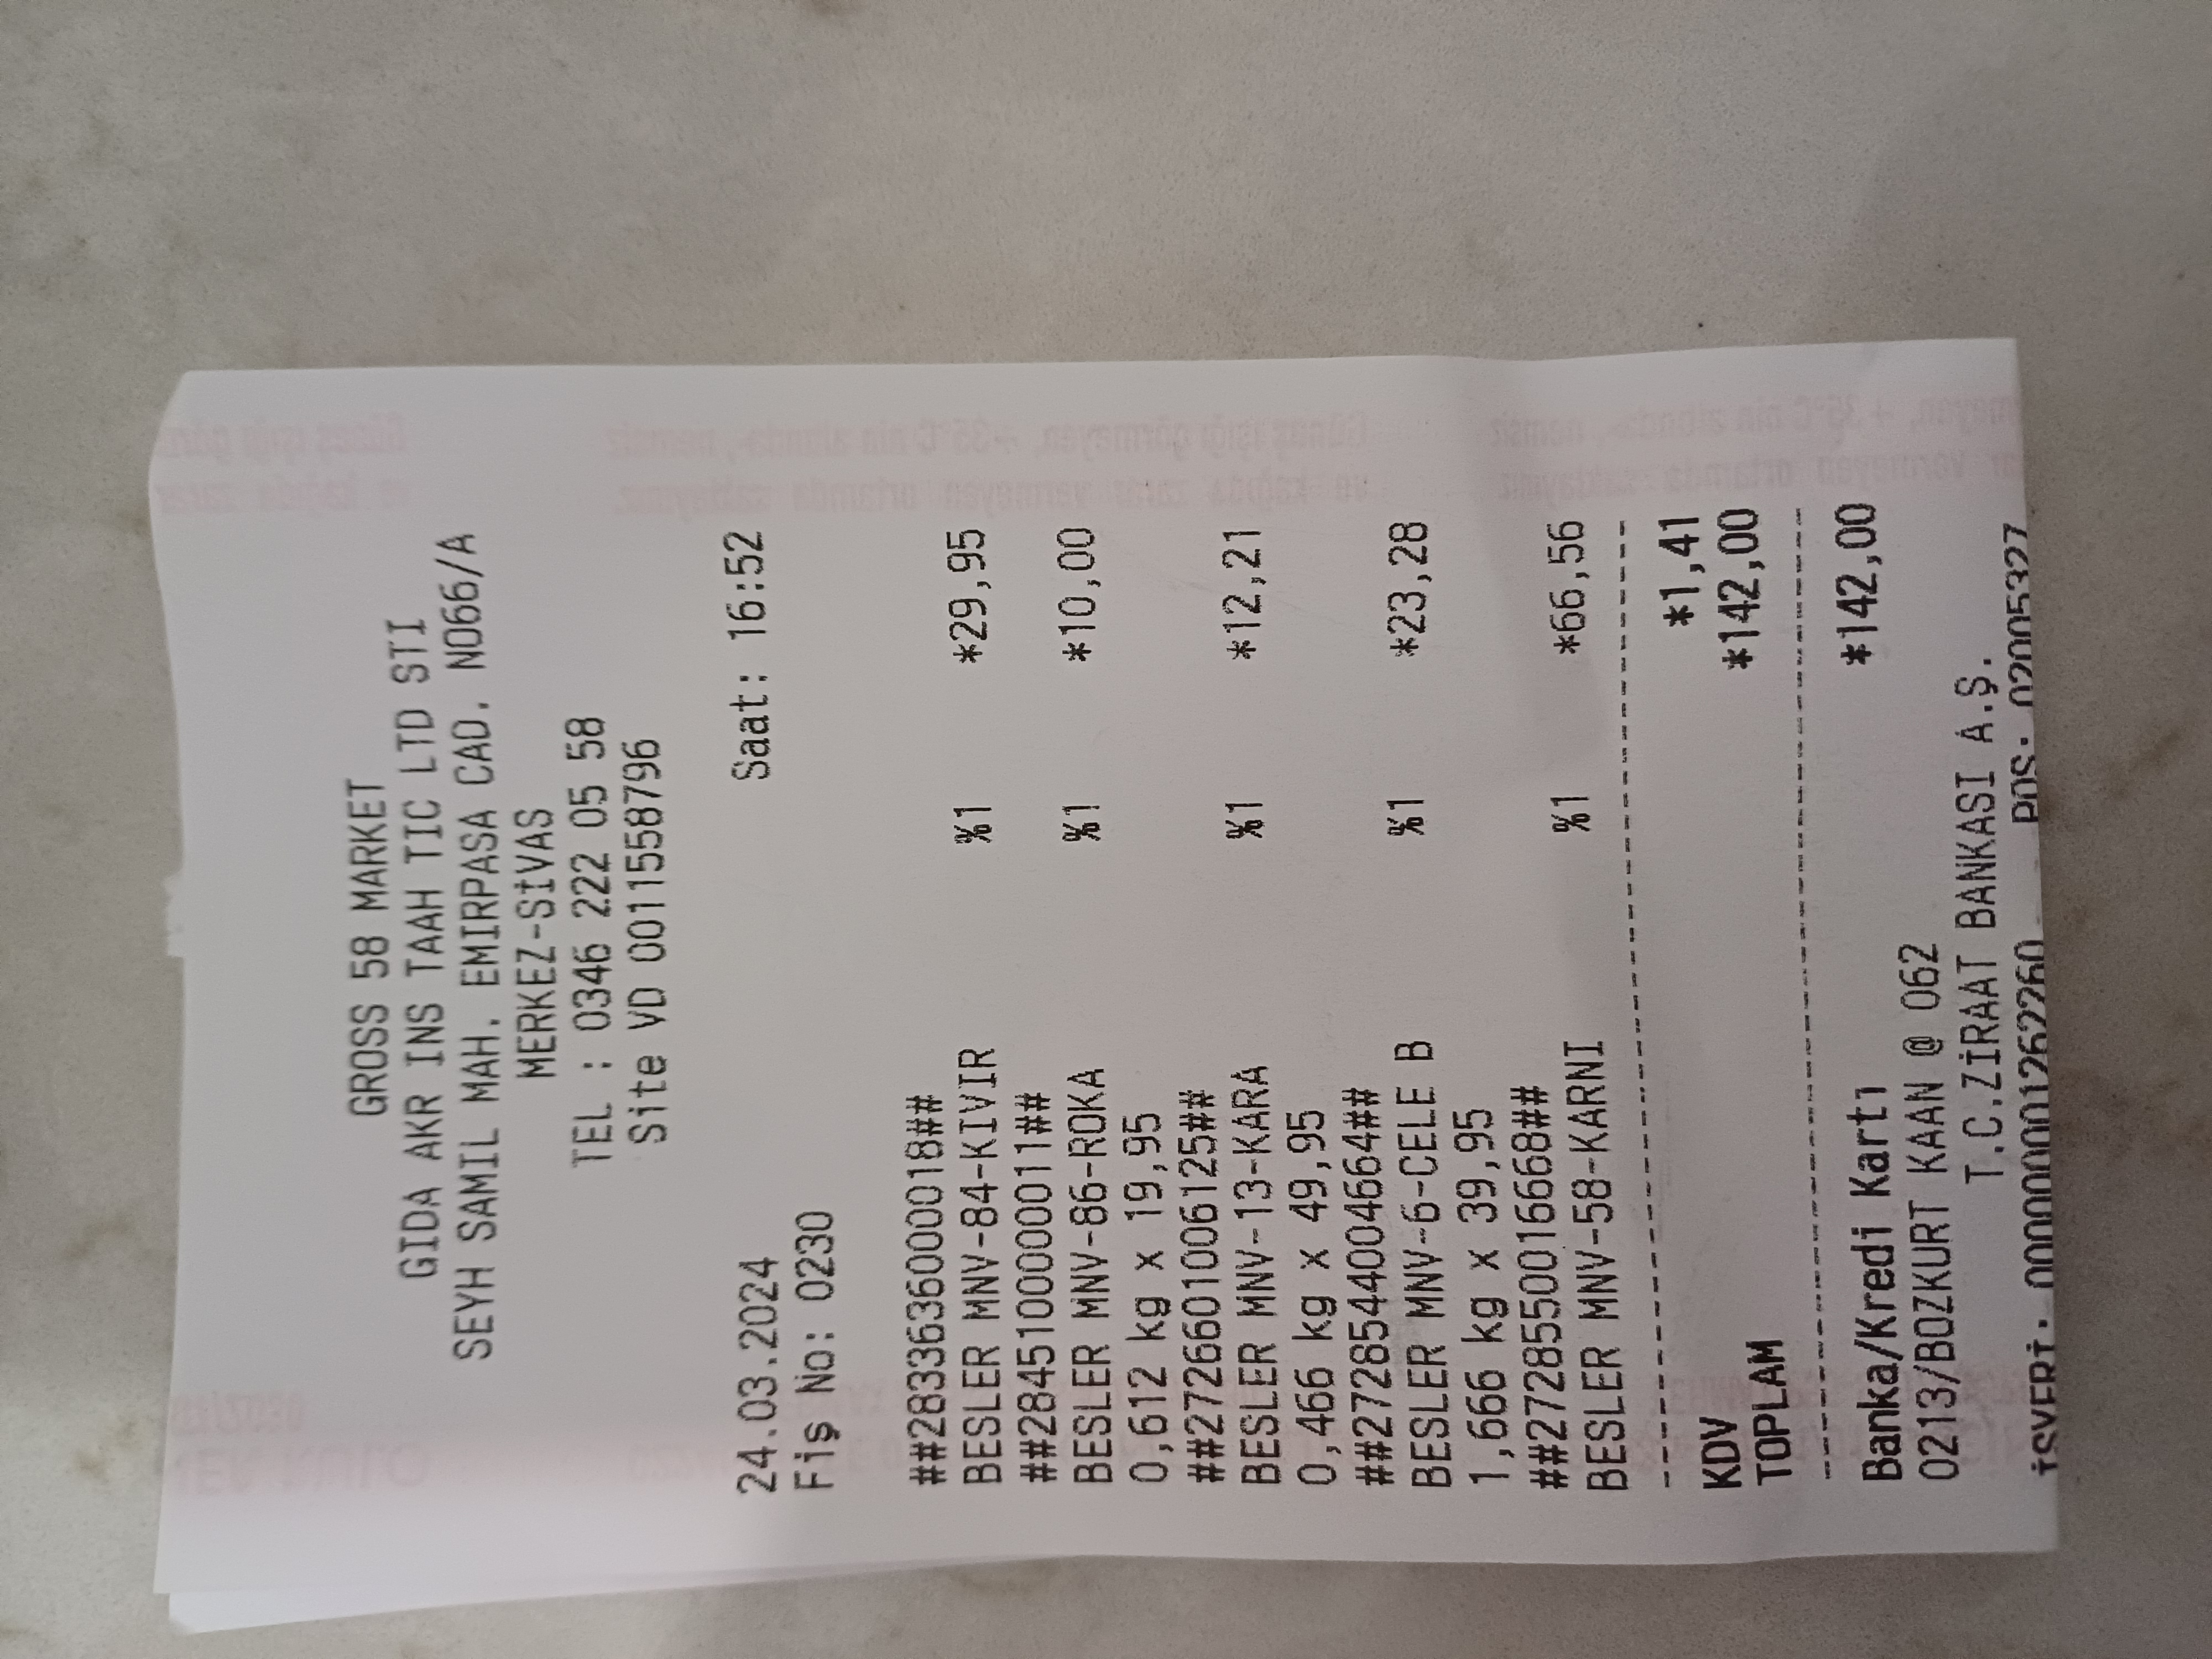 GROSS 58 MARKET
GIDA AKR INS TAAH TIC LTD STI
SEYH SAMIL MAH. EMIRPASA CAD. NO66/A
MERKEZ-SİVAS
TEL : 0346 222 05 58
Site VD 0011558796
24.03.2024 Saat: 16:52
Fiş No: 0230
##2833636000018##
BESLER MNV-84-KIVIR %1 *29,95
##2845100000011##
BESLER MNV-86-ROKA %1 *10,00
0,612 kg x 19,95
##2726601006125##
BESLER MNV-13-KARA %1 *12,21
0,466 kg x 49,95
##2728544004664##
BESLER MNV-6-CELE B %1 *23,28
1,666 kg x 39,95
##2728550016668##
BESLER MNV-58-KARNI %1 *66,56
KDV *1,41
TOPLAM *142,00
Banka/Kredi Kartı *142,00
0213/BOZKURT KAAN @ 062
T.C.ZİRAAT BANKASI A.Ş.
İŞYERİ: 000000001262260 POS: 02005327